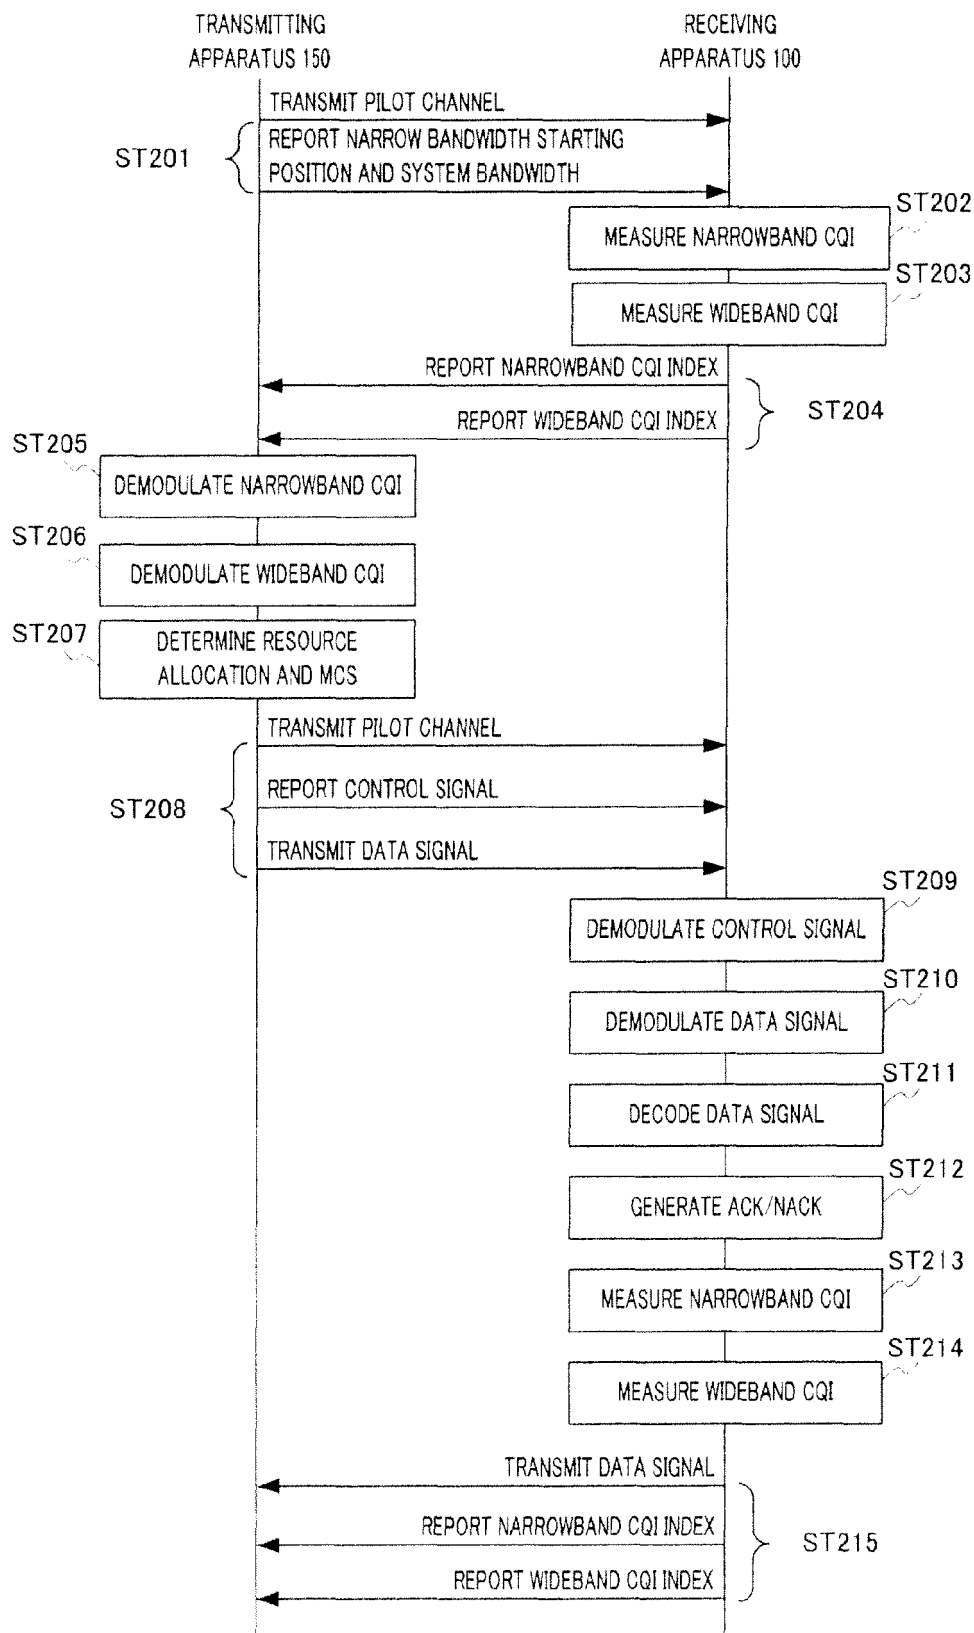 TRANSMITTING
APPARATUS 150
RECEIVING
APPARATUS 100
TRANSMIT PILOT CHANNEL
ST201
REPORT NARROW BANDWIDTH STARTING
POSITION AND SYSTEM BANDWIDTH
ST202
MEASURE NARROWBAND CQI
ST203
MEASURE WIDEBAND CQI
REPORT NARROWBAND CQI INDEX
ST204
REPORT WIDEBAND CQI INDEX
ST205
DEMODULATE NARROWBAND CQI
ST206
DEMODULATE WIDEBAND CQI
ST207
DETERMINE RESOURCE
ALLOCATION AND MCS
TRANSMIT PILOT CHANNEL
REPORT CONTROL SIGNAL
ST208
TRANSMIT DATA SIGNAL
ST209
DEMODULATE CONTROL SIGNAL
ST210
DEMODULATE DATA SIGNAL
ST211
DECODE DATA SIGNAL
ST212
GENERATE ACK/NACK
ST213
MEASURE NARROWBAND CQI
ST214
MEASURE WIDEBAND CQI
TRANSMIT DATA SIGNAL
REPORT NARROWBAND CQI INDEX
ST215
REPORT WIDEBAND CQI INDEX